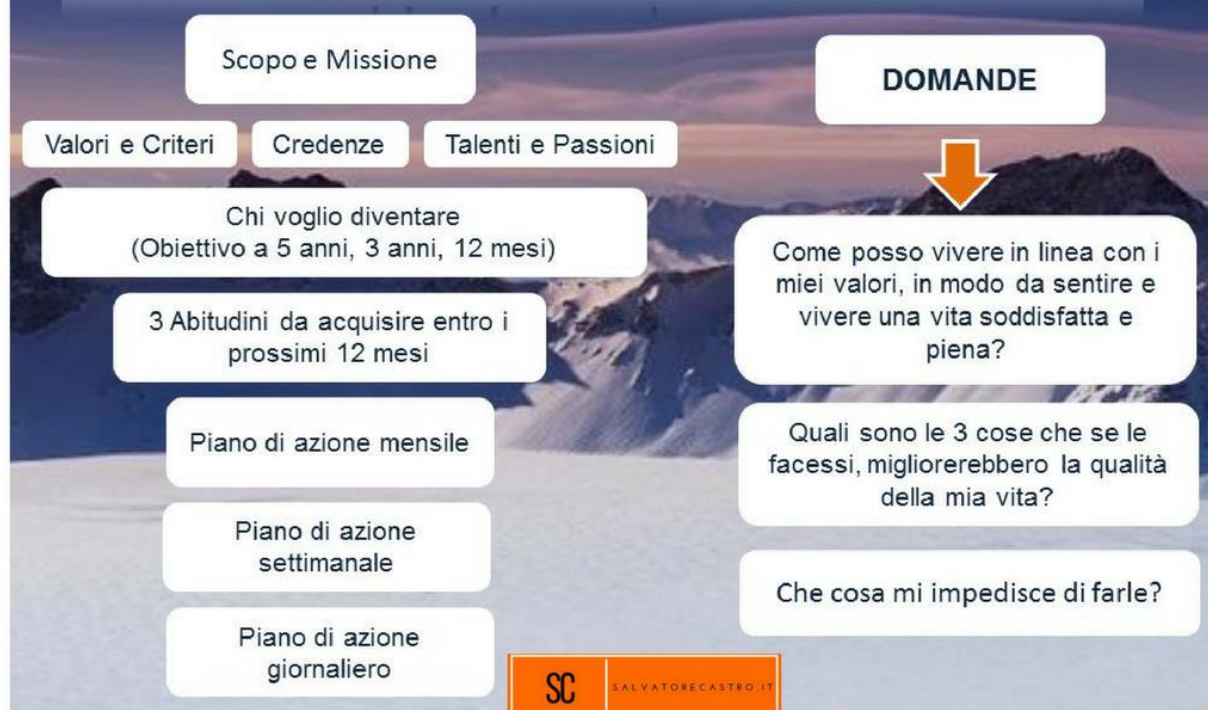 Scopo e Missione
Valori e Criteri
Credenze
Talenti e Passioni
Chi voglio diventare
(Obiettivo a 5 anni, 3 anni, 12 mesi)
3 Abitudini da acquisire entro i
prossimi 12 mesi
Piano di azione mensile
Piano di azione
settimanale
Piano di azione
giornaliero
DOMANDE
Come posso vivere in linea con i
miei valori, in modo da sentire e
vivere una vita soddisfatta e
piena?
Quali sono le 3 cose che se le
facessi, migliorerebbero la qualità
della mia vita?
Che cosa mi impedisce di farle?
SC
SALVATORECASTRO.IT